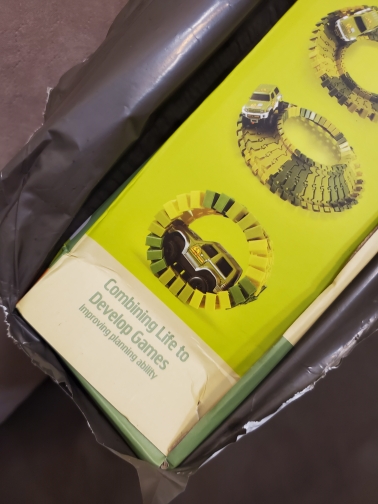 Combining Life to
Develop Games
Improving planning ability